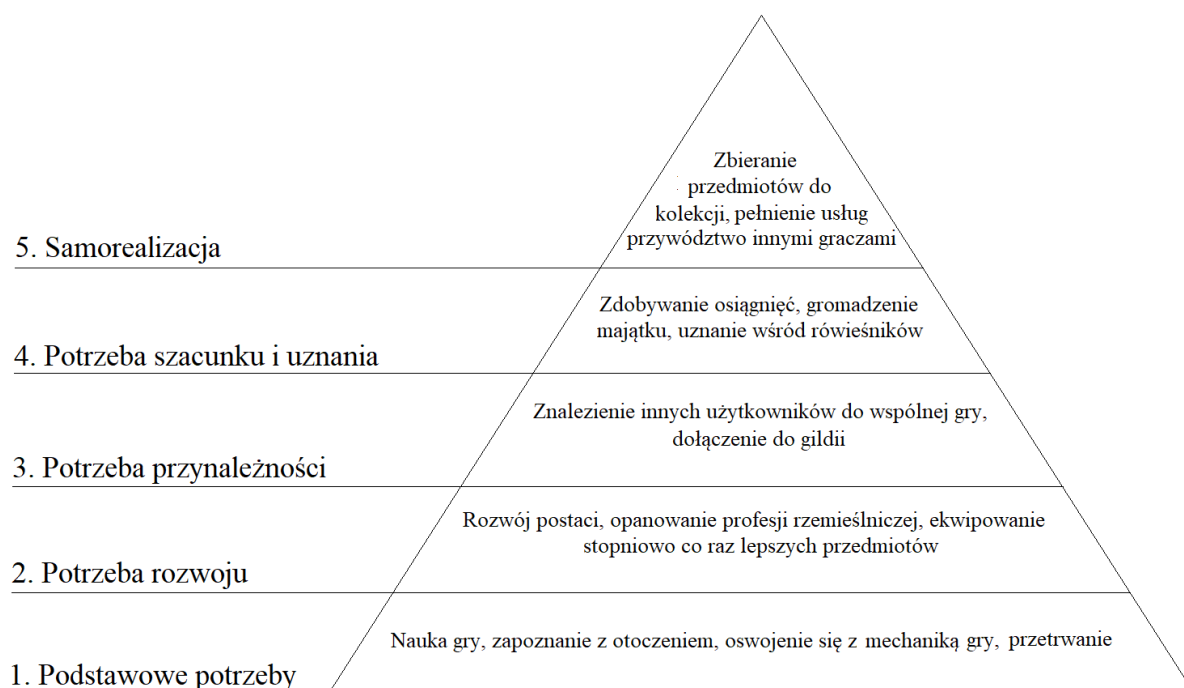 Zbieranie
przedmiotów do
kolekcji, pełnienie usług
przywództwo innymi graczami
5. Samorealizacja
Zdobywanie osiągnięć, gromadzenie
majątku, uznanie wśród rówieśników
4. Potrzeba szacunku i uznania
Znalezienie innych użytkowników do wspólnej gry,
dołączenie do gildii
3. Potrzeba przynależności
Rozwój postaci, opanowanie profesji rzemieślniczej, ekwipowanie
stopniowo co raz lepszych przedmiotów
2. Potrzeba rozwoju
Nauka gry, zapoznanie z otoczeniem, oswojenie się z mechaniką gry, przetrwanie
1. Podstawowe potrzeby